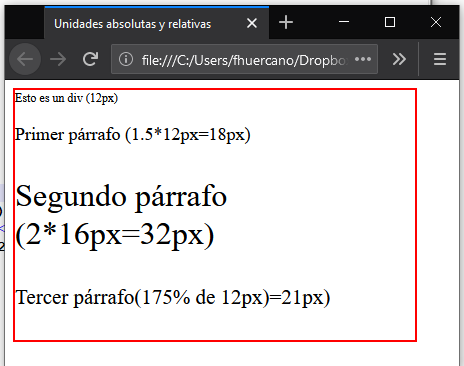 Unidades absolutas y relativas
file:///C:/Users/fhuercano/Dropbo
Esto es un div (12px)
Primer párrafo (1.5*12px=18px)
Segundo párrafo
(2*16px=32px)
Tercer párrafo(175% de 12px)=21px)